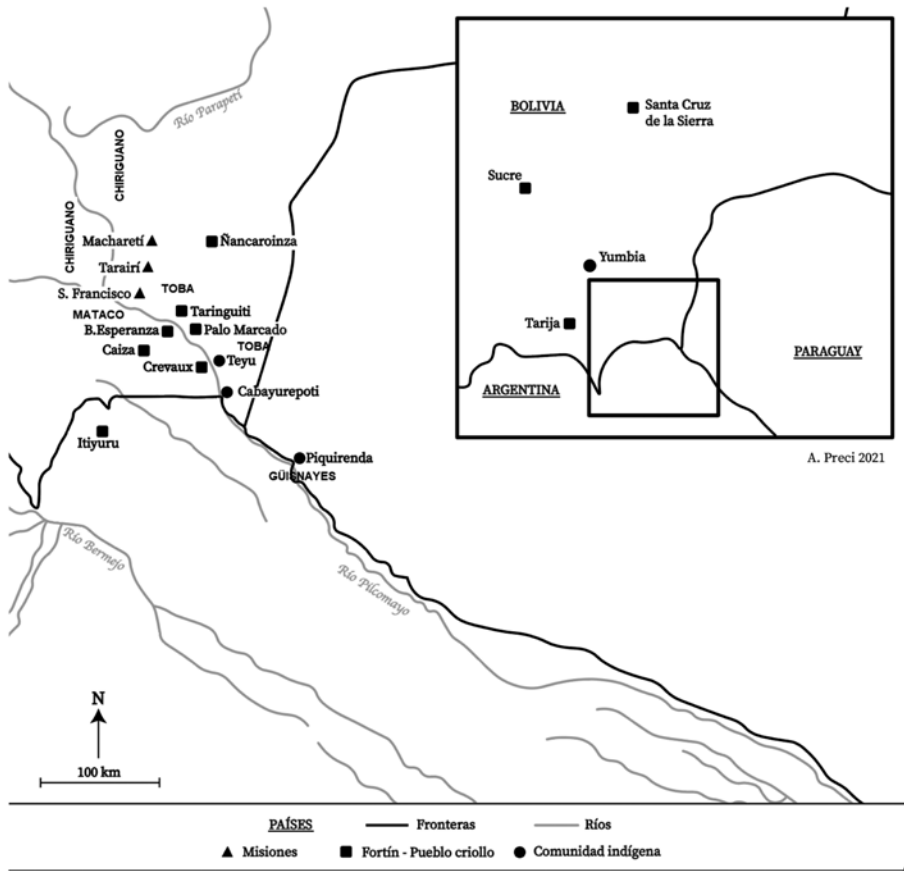 Río Parapetí
CHIRIGUANO
CHIRIGUANO
Macharetí
Ñancaroinza
Tarairí
TOBA
S. Francisco
MATACO
Taringuiti
B.Esperanza
Palo Marcado
Caiza
TOBA
Teyu
Crevaux
Cabayurepoti
Itiyuru
Piquirenda
GÜISNAYES
Río Bermejo
Río Pilcomayo
BOLIVIA
Santa Cruz
de la Sierra
Sucre
Yumbia
Tarija
PARAGUAY
ARGENTINA
A. Preci 2021
N
100 km
PAÍSES
Fronteras
Ríos
Misiones
Fortín - Pueblo criollo
Comunidad indígena